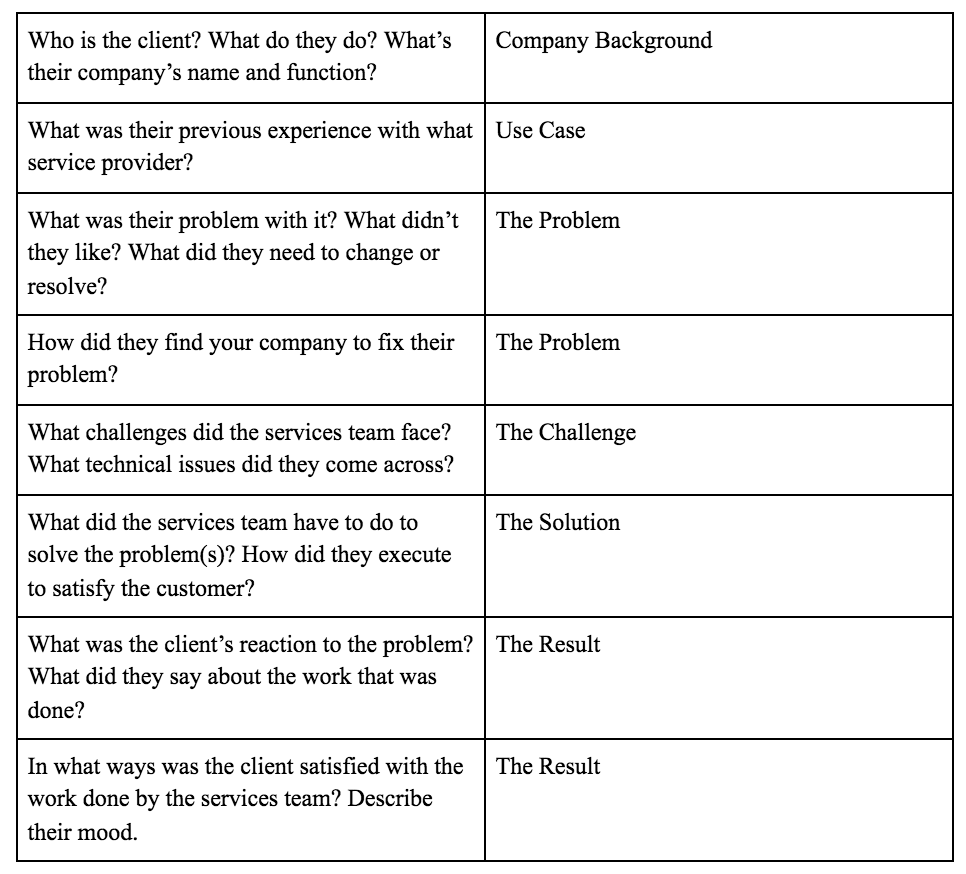 Who is the client? What do they do? What’s
their company’s name and function?
Company Background
What was their previous experience with what
service provider?
Use Case
What was their problem with it? What didn’t
they like? What did they need to change or
resolve?
The Problem
How did they find your company to fix their
problem?
The Problem
What challenges did the services team face?
What technical issues did they come across?
The Challenge
What did the services team have to do to
solve the problem(s)? How did they execute
to satisfy the customer?
The Solution
What was the client’s reaction to the problem?
What did they say about the work that was
done?
The Result
In what ways was the client satisfied with the
work done by the services team? Describe
their mood.
The Result